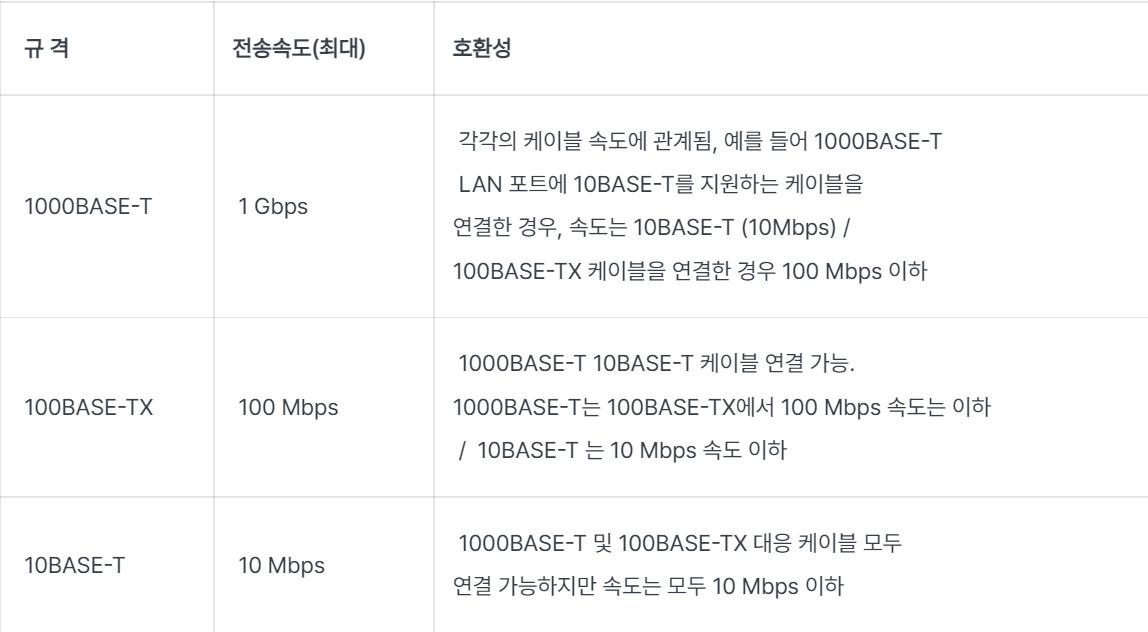 규 격
전송속도(최대)
호환성
1000BASE-T
1 Gbps
각각의 케이블 속도에 관계됨, 예를 들어 1000BASE-T
LAN 포트에 10BASE-T를 지원하는 케이블을
연결한 경우, 속도는 10BASE-T (10Mbps) /
100BASE-TX 케이블을 연결한 경우 100 Mbps 이하
100BASE-TX
100 Mbps
1000BASE-T 10BASE-T 케이블 연결 가능.
1000BASE-T는 100BASE-TX에서 100 Mbps 속도는 이하
/ 10BASE-T 는 10 Mbps 속도 이하
10BASE-T
10 Mbps
1000BASE-T 및 100BASE-TX 대응 케이블 모두
연결 가능하지만 속도는 모두 10 Mbps 이하